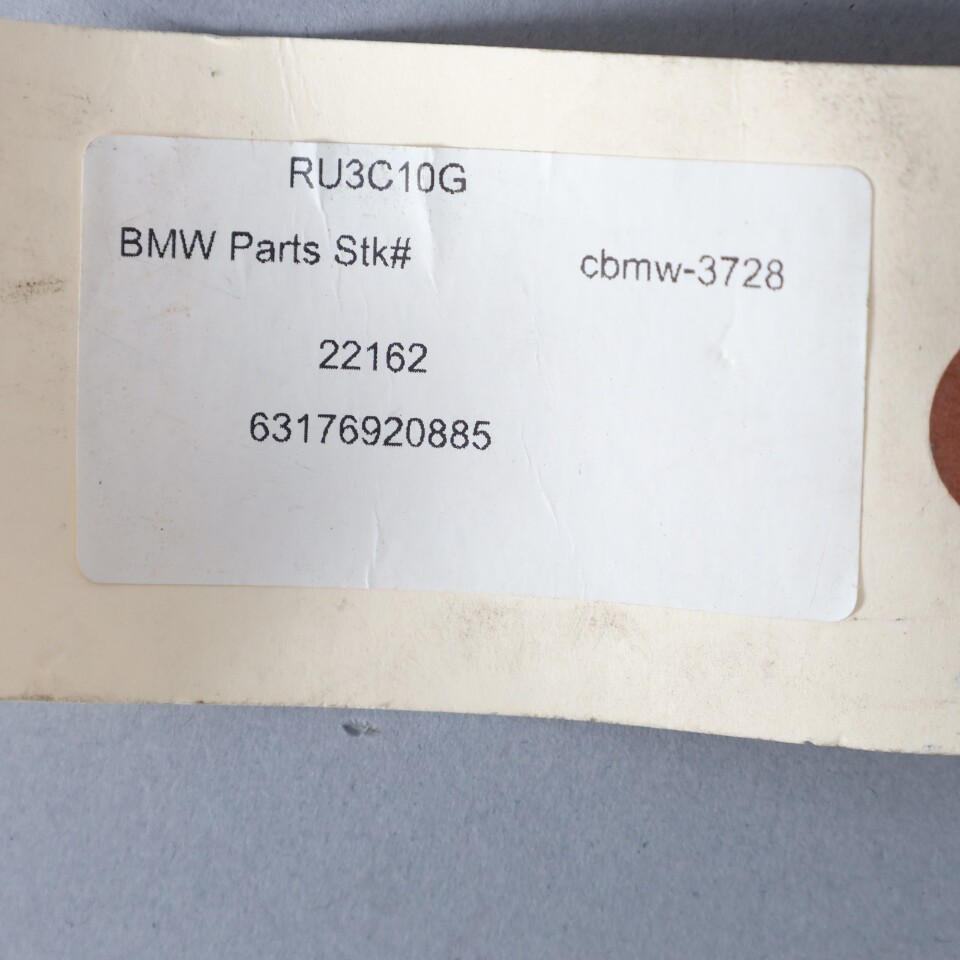 RU3C10G
BMW Parts Stk# cbmw-3728
22162
63176920885